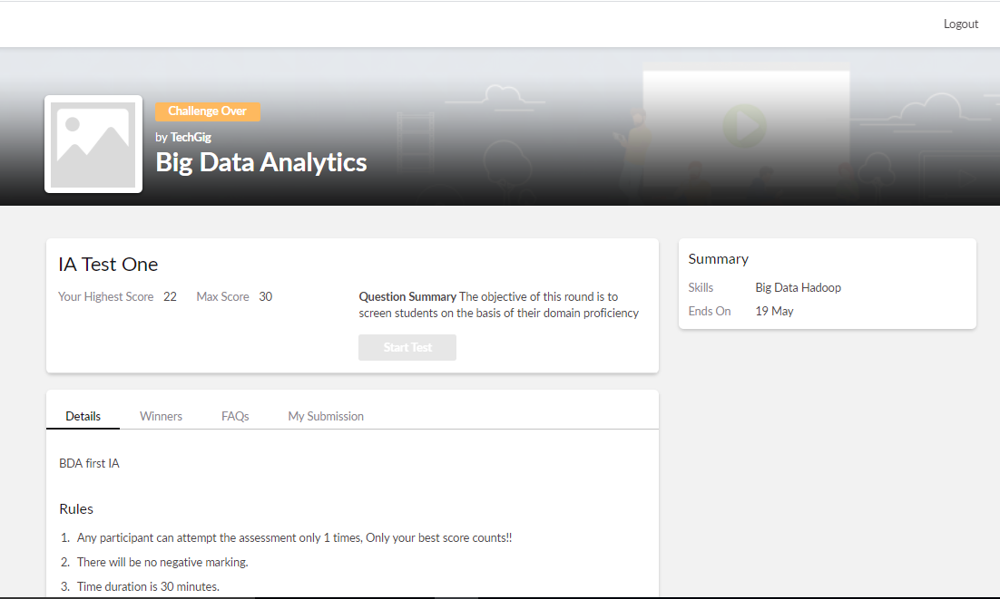 Logout
Challenge Over
by TechGig
Big Data Analytics
IA Test One
Your Highest Score 22 Max Score 30
Question Summary The objective of this round is to
screen students on the basis of their domain proficiency
Start Test
Summary
Skills Big Data Hadoop
Ends On 19 May
Details Winners FAQs My Submission
BDA first IA
Rules
1. Any participant can attempt the assessment only 1 times, Only your best score counts!!
2. There will be no negative marking.
3. Time duration is 30 minutes.